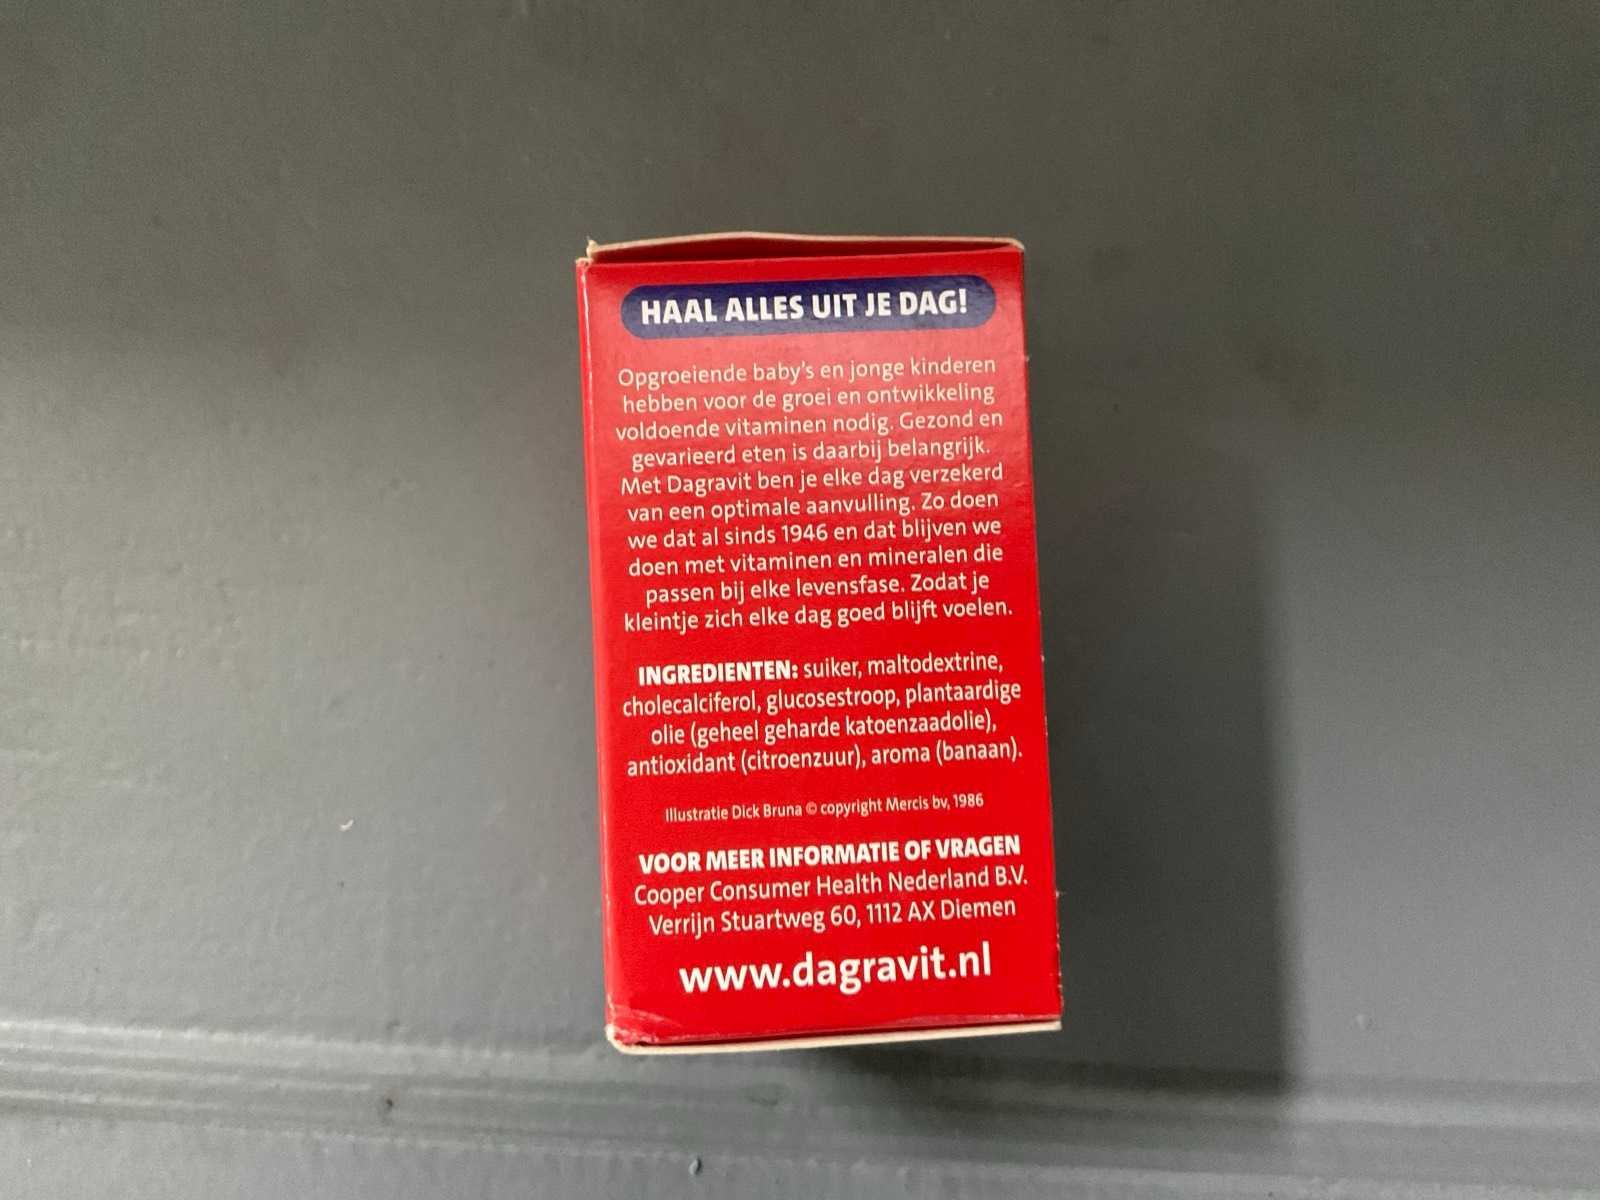 HAAL ALLES UIT JE DAG!
Opgroeiende baby's en jonge kinderen
hebben voor de groei en ontwikkeling
voldoende vitaminen nodig. Gezond en
gevarieerd eten is daarbij belangrijk.
Met Dagravit ben je elke dag verzekerd
van een optimale aanvulling. Zo doen
we dat al sinds 1946 en dat blijven we
doen met vitaminen en mineralen die
passen bij elke levensfase. Zodat je
kleintje zich elke dag goed blijft voelen.
INGREDIENTEN: suiker, maltodextrine,
cholecalciferol, glucosestroop, plantaardige
olie (geheel geharde katoenzaadolie),
antioxidant (citroenzuur), aroma (banaan).
Illustratie Dick Bruna © copyright Mercis bv, 1986
VOOR MEER INFORMATIE OF VRAGEN
Cooper Consumer Health Nederland B.V.
Verrijn Stuartweg 60, 1112 AX Diemen
www.dagravit.nl